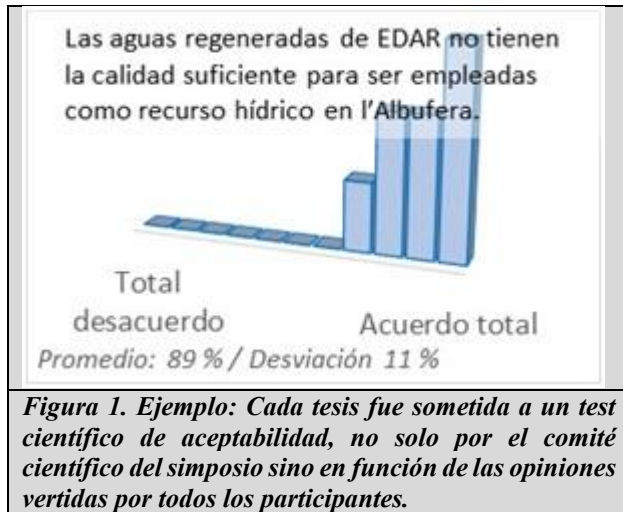 Las aguas regeneradas de EDAR no tienen
la calidad suficiente para ser empleadas
como recurso hídrico en l'Albufera.
Total
desacuerdo
Acuerdo total
Promedio: 89 % / Desviación 11 %
Figura 1. Ejemplo: Cada tesis fue sometida a un test
científico de aceptabilidad, no solo por el comité
científico del simposio sino en función de las opiniones
vertidas por todos los participantes.